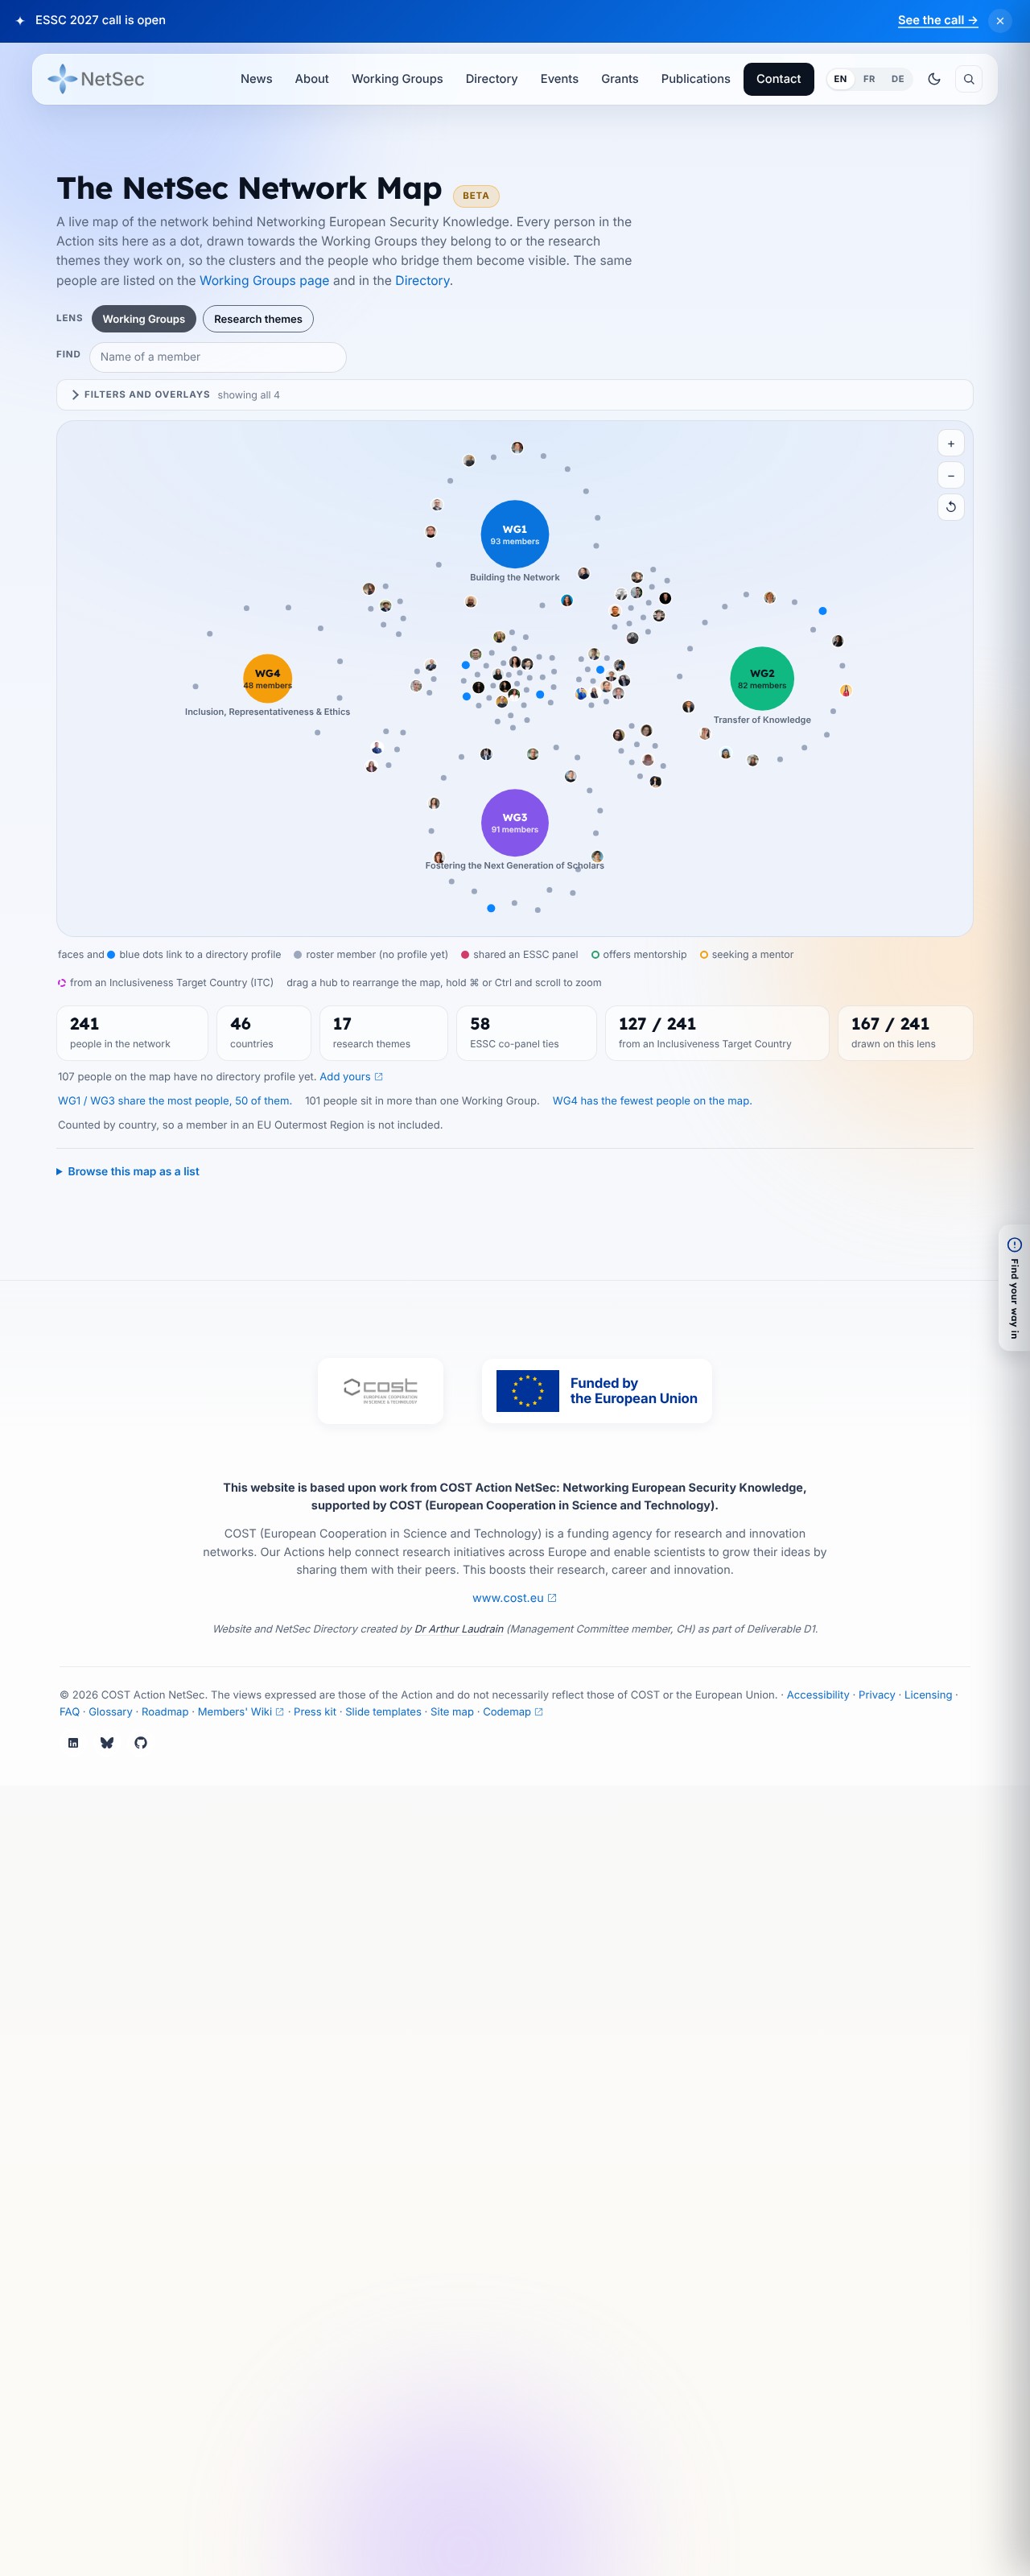 ESSC 2027 call is open
See the call →
NetSec
News About Working Groups Directory Events Grants Publications Contact EN FR DE
The NetSec Network Map BETA
A live map of the network behind Networking European Security Knowledge. Every person in the
Action sits here as a dot, drawn towards the Working Groups they belong to or the research
themes they work on, so the clusters and the people who bridge them become visible. The same
people are listed on the Working Groups page and in the Directory.
LENS Working Groups Research themes
FIND Name of a member
FILTERS AND OVERLAYS showing all 4
+
−
WG1
93 members
Building the Network
WG4
48 members
Inclusion, Representativeness & Ethics
WG2
82 members
Transfer of Knowledge
WG3
91 members
Fostering the Next Generation of Scholars
faces and blue dots link to a directory profile roster member (no profile yet) shared an ESSC panel offers mentorship seeking a mentor
from an Inclusiveness Target Country (ITC) drag a hub to rearrange the map, hold ⌘ or Ctrl and scroll to zoom
241 46 17 58 127 / 241 167 / 241
people in the network countries research themes ESSC co-panel ties from an Inclusiveness Target Country drawn on this lens
107 people on the map have no directory profile yet. Add yours
WG1 / WG3 share the most people, 50 of them. 101 people sit in more than one Working Group. WG4 has the fewest people on the map.
Counted by country, so a member in an EU Outermost Region is not included.
Browse this map as a list
Find your way in
cost
EUROPEAN COOPERATION
IN SCIENCE & TECHNOLOGY
Funded by
the European Union
This website is based upon work from COST Action NetSec: Networking European Security Knowledge,
supported by COST (European Cooperation in Science and Technology).
COST (European Cooperation in Science and Technology) is a funding agency for research and innovation
networks. Our Actions help connect research initiatives across Europe and enable scientists to grow their ideas by
sharing them with their peers. This boosts their research, career and innovation.
www.cost.eu
Website and NetSec Directory created by Dr Arthur Laudrain (Management Committee member, CH) as part of Deliverable D1.
© 2026 COST Action NetSec. The views expressed are those of the Action and do not necessarily reflect those of COST or the European Union. · Accessibility · Privacy · Licensing ·
FAQ · Glossary · Roadmap · Members' Wiki · Press kit · Slide templates · Site map · Codemap